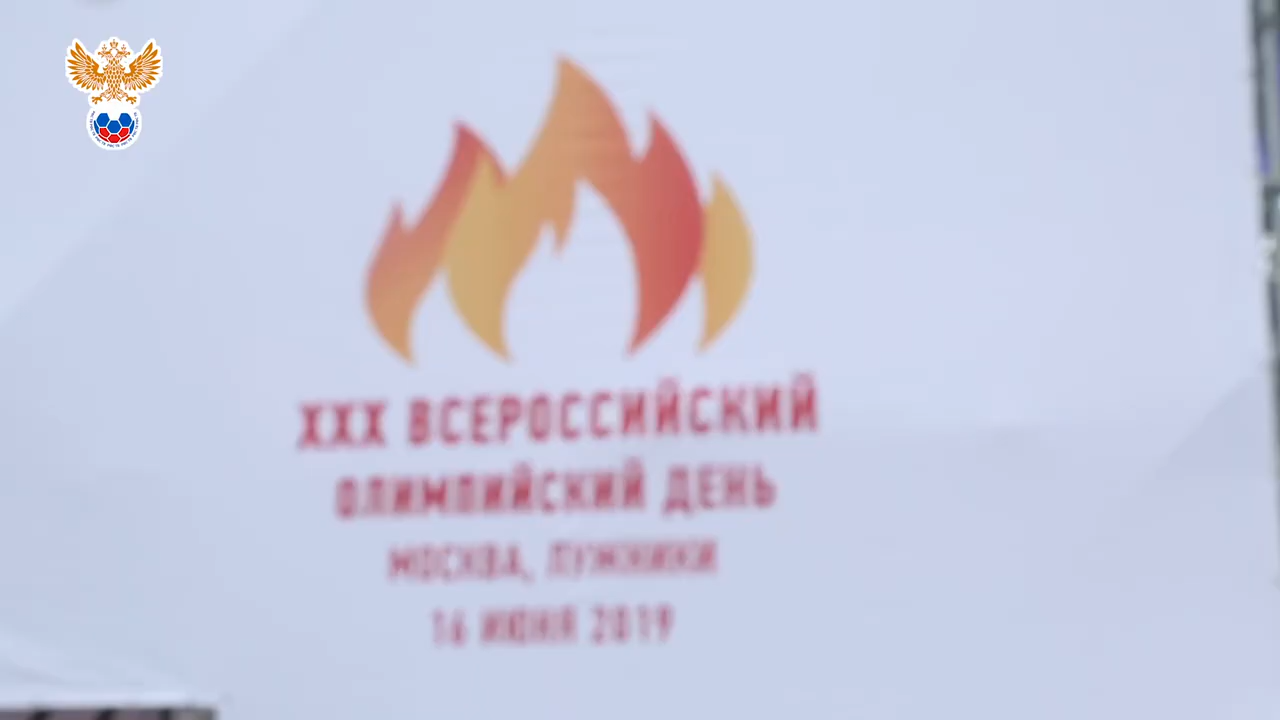 XXX ВСЕРОССИЙСКИЙ
ОЛИМПИЙСКИЙ ДЕНЬ
МОСКВА, ЛУЖНИКИ
16 ИЮНЯ 2019